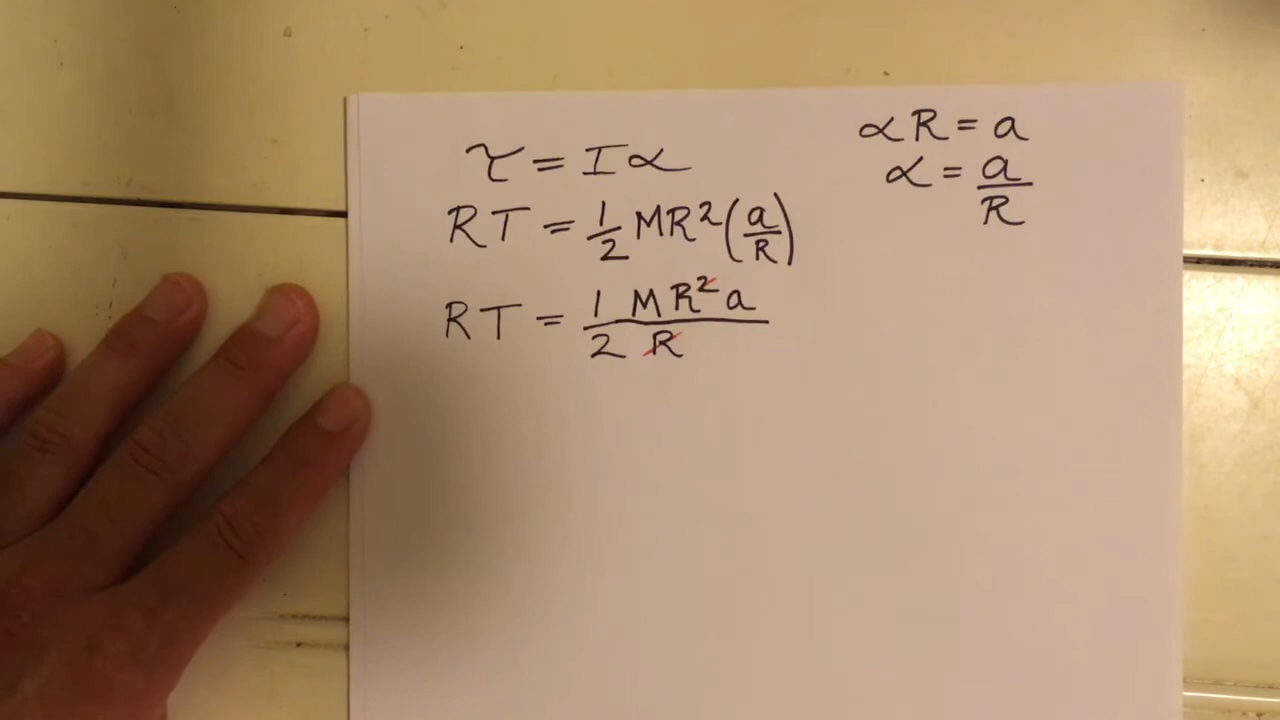 τ = Iα
RT = 1/2 MR²(a/R)
RT = 1 MR²a / 2 R
αR = a
α = a/R